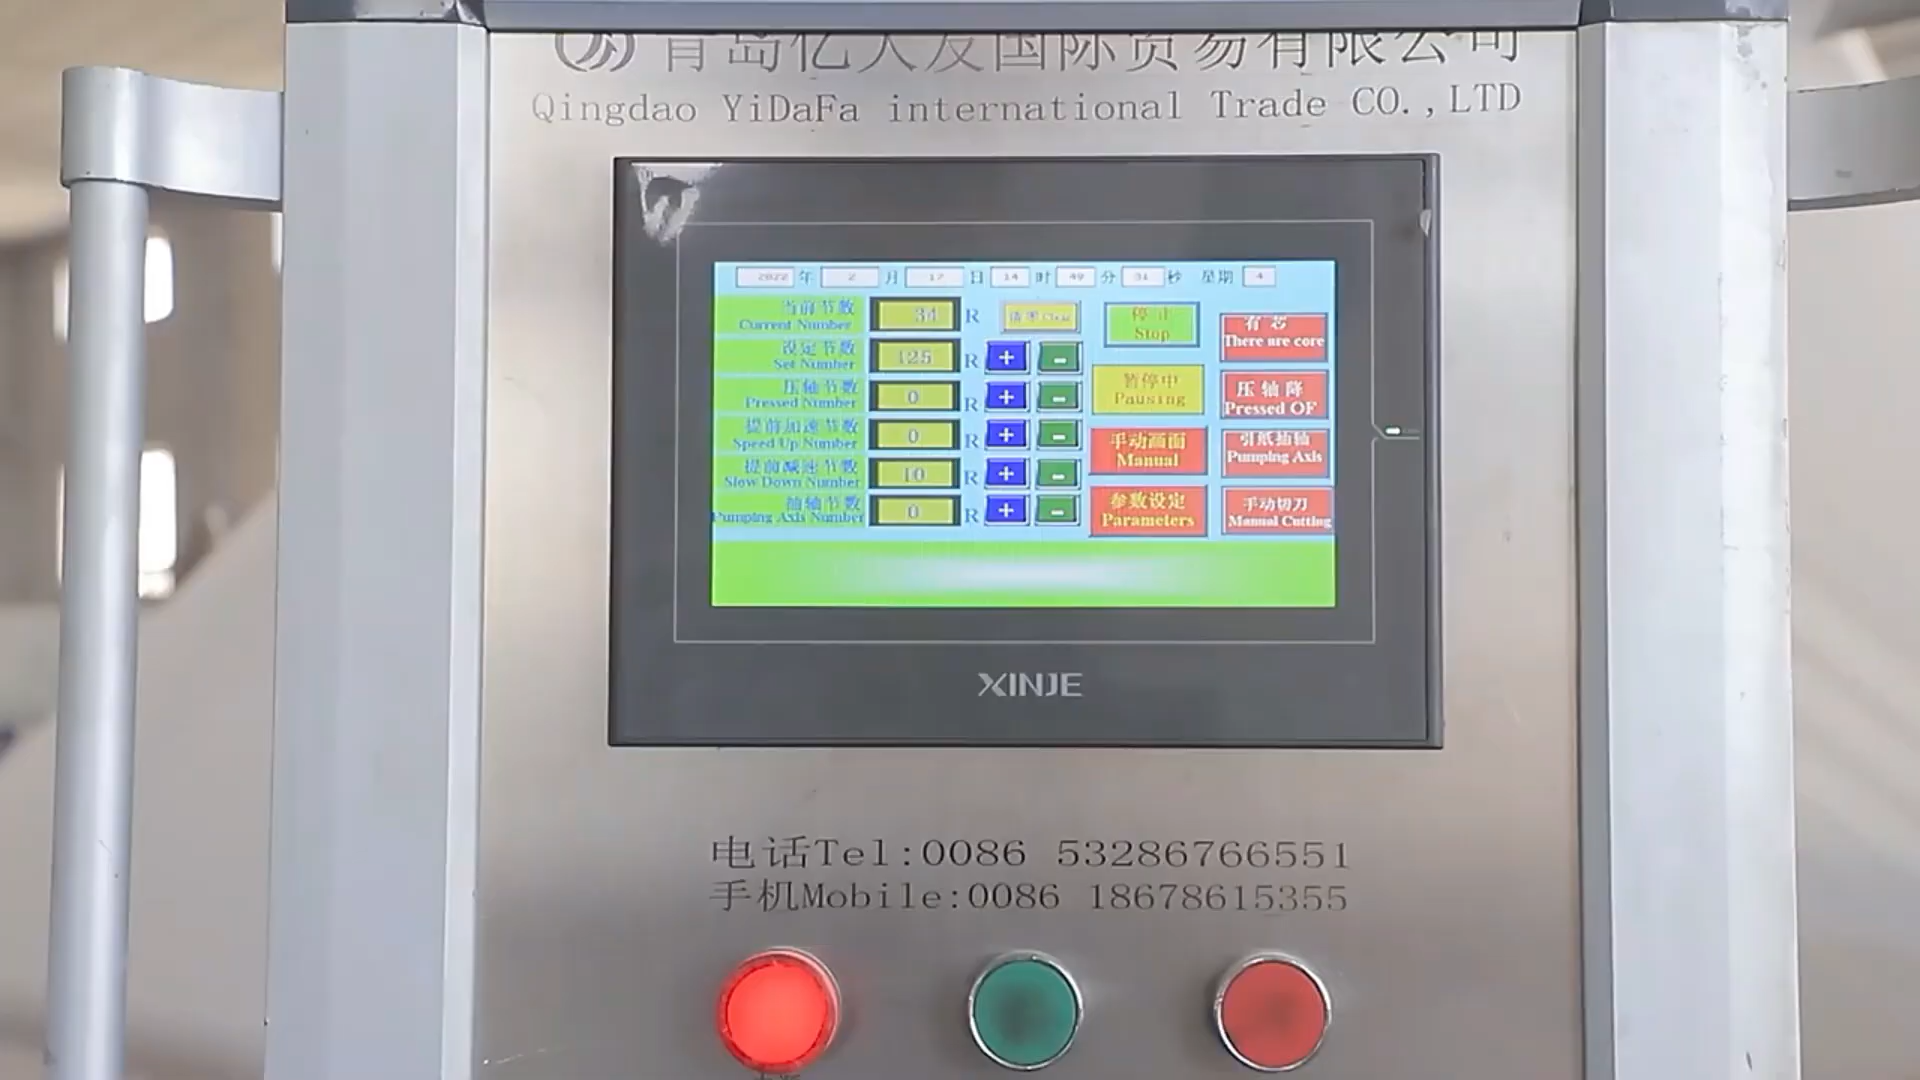 青岛亿大发国际贸易有限公司
Qingdao YiDaFa international Trade CO.,LTD
2022 年 2 月 17 日 14 时 49 分 31 秒 星期 4
当前节数 34 R 清零Clear 停止
Current Number Stop
有芯
There are core
设定节数 125 R + -
Set Number
暂停中
Pausing
压轴节数 0 R + -
Pressed Number
压轴降
Pressed OF
提前加速节数 0 R + -
Speed Up Number
手动画面
Manual
引纸抽轴
Pumping Axis
提前减速节数 10 R + -
Slow Down Number
参数设定
Parameters
手动切刀
Manual Cutting
抽轴节数 0 R + -
Pumping Axis Number
XINJE
电话Tel:0086 53286766551
手机Mobile:0086 18678615355